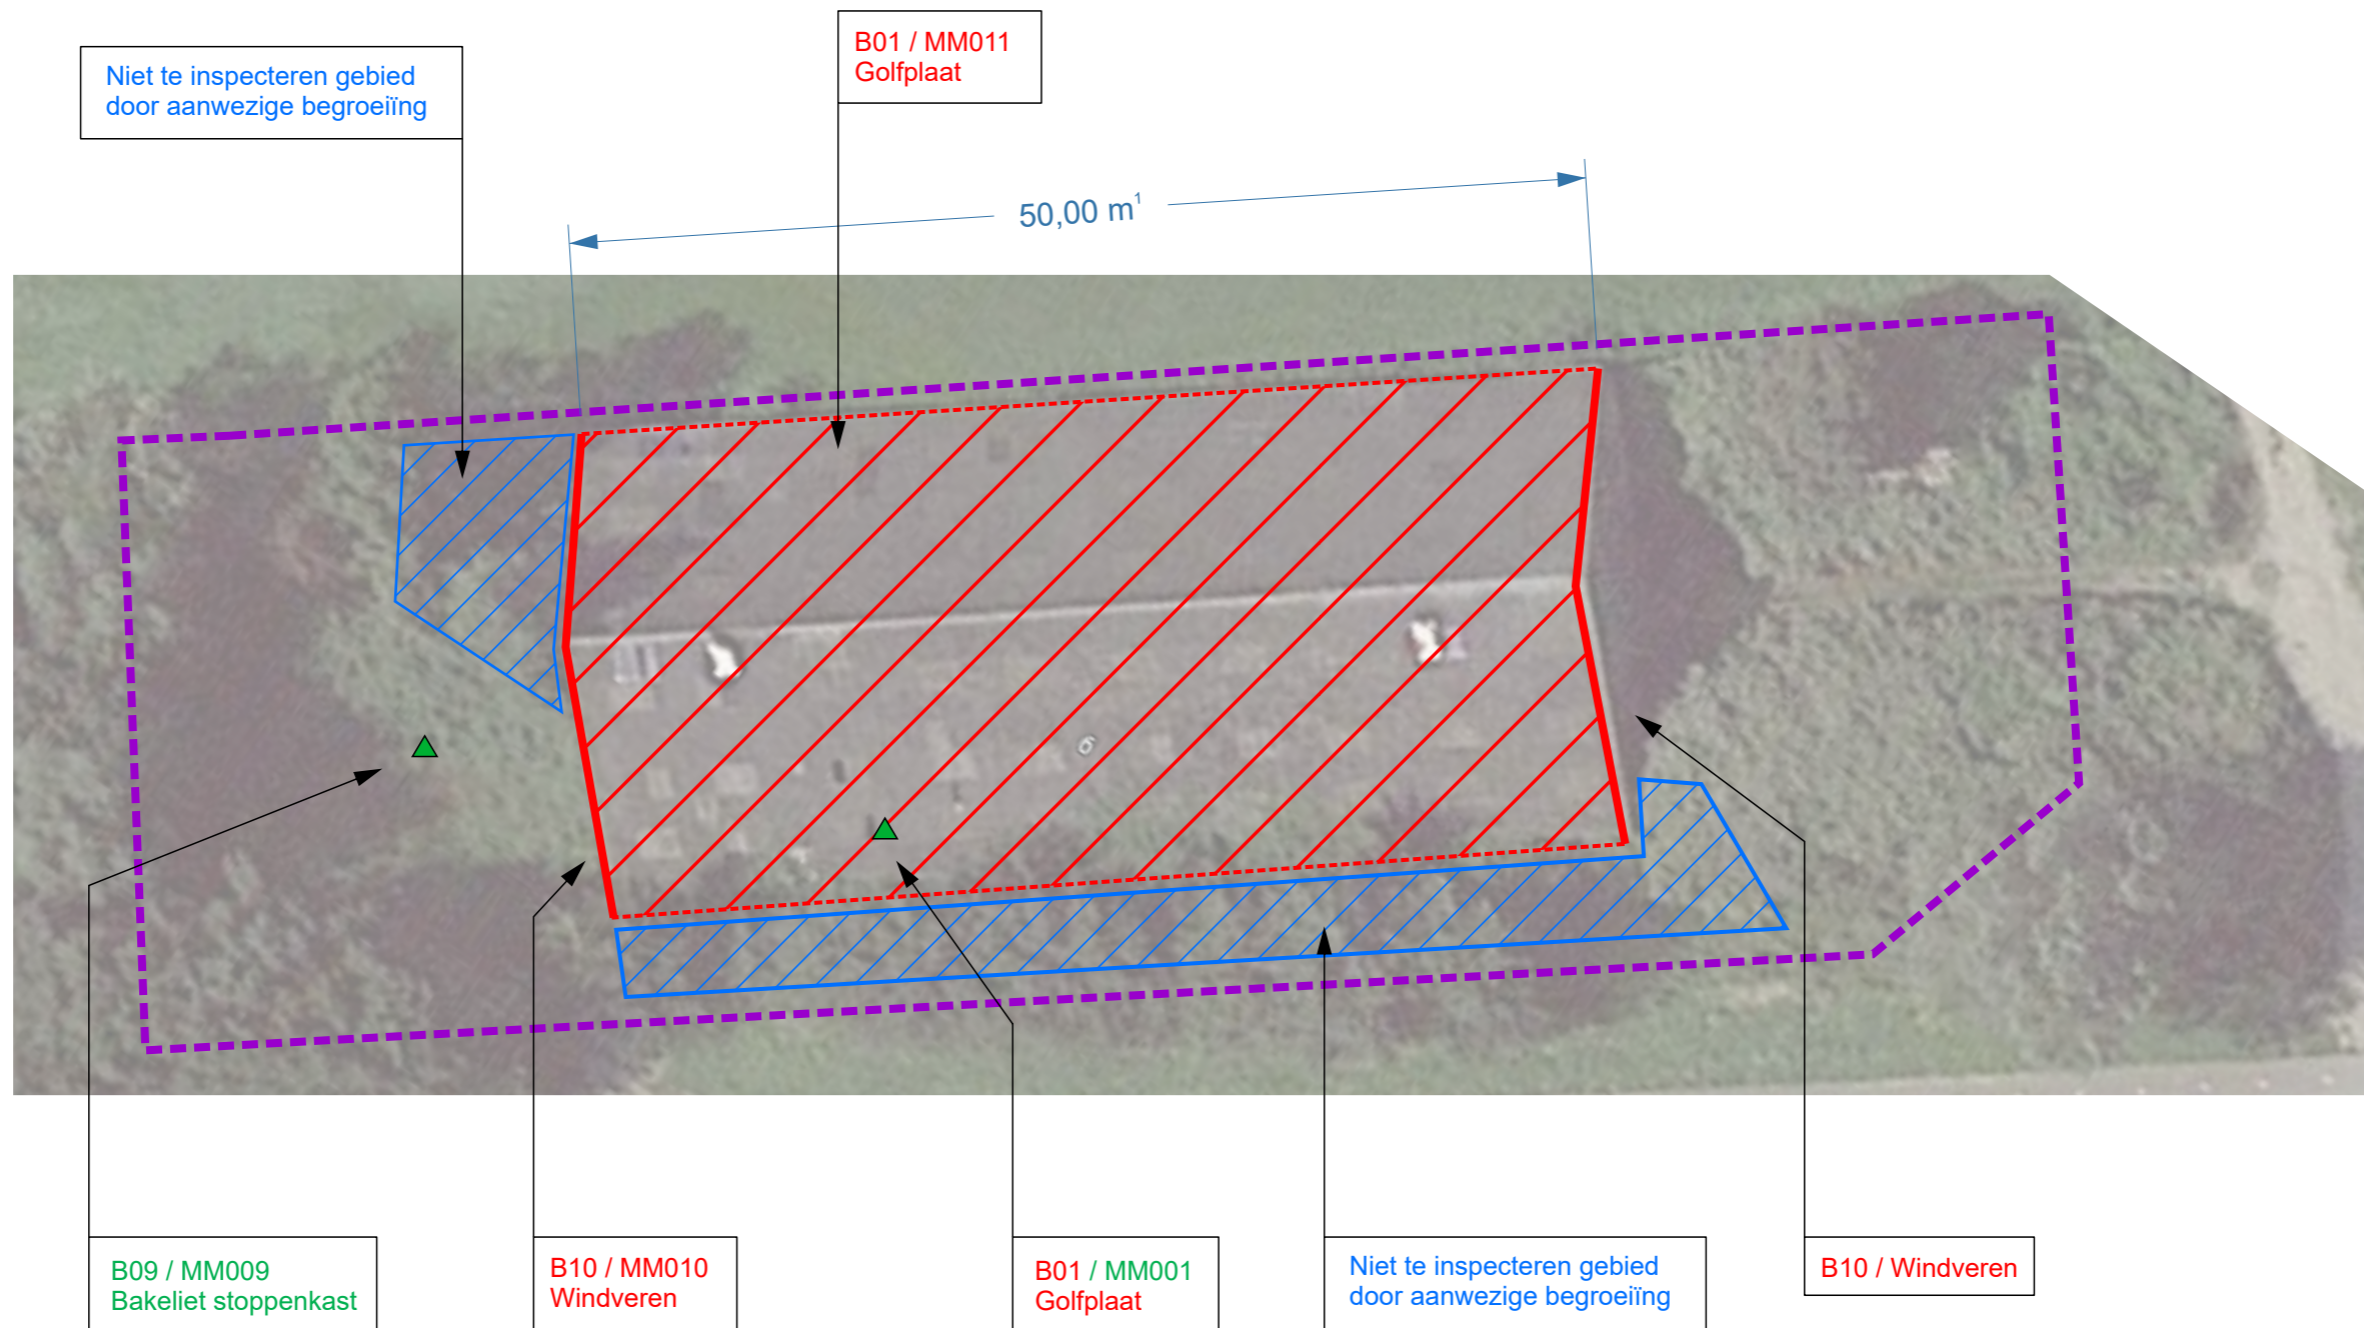 B01 / MM011
Golfplaat
Niet te inspecteren gebied
door aanwezige begroeiïng
50,00 m¹
6
B09 / MM009
Bakeliet stoppenkast
B10 / MM010
Windveren
B01 / MM001
Golfplaat
Niet te inspecteren gebied
door aanwezige begroeiïng
B10 / Windveren